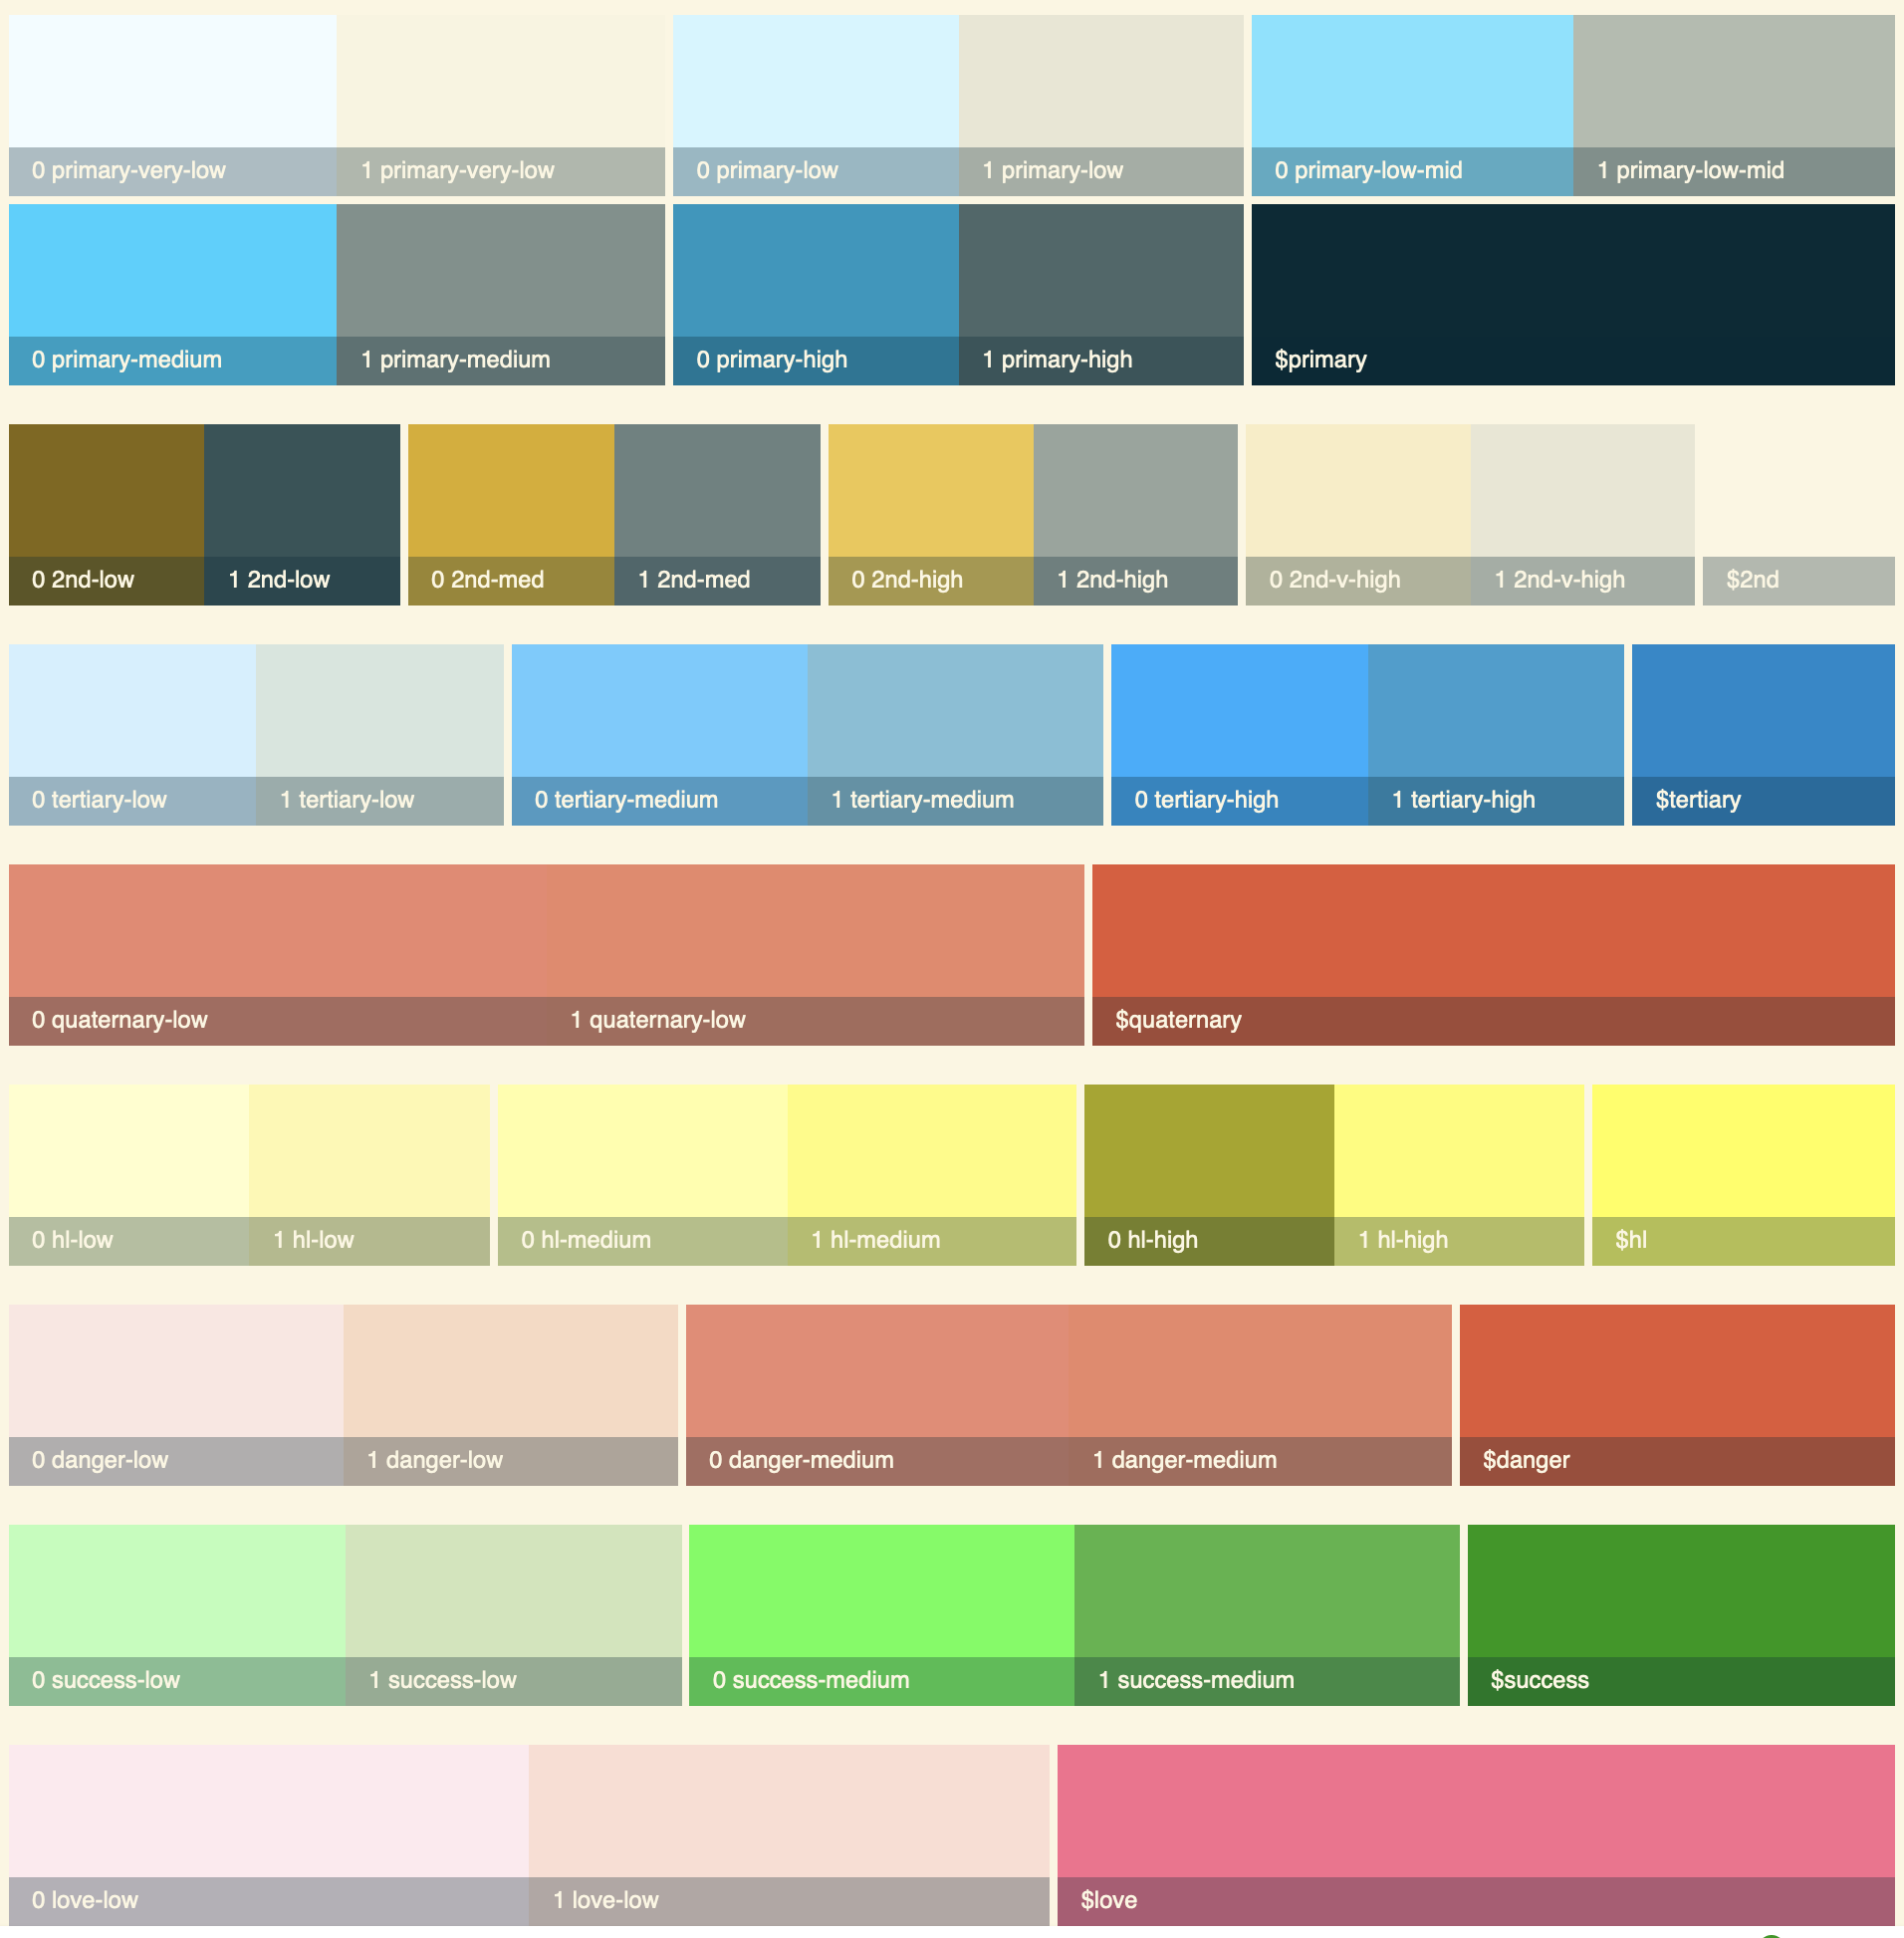 0 primary-very-low 1 primary-very-low 0 primary-low 1 primary-low 0 primary-low-mid 1 primary-low-mid
0 primary-medium 1 primary-medium 0 primary-high 1 primary-high $primary
0 2nd-low 1 2nd-low 0 2nd-med 1 2nd-med 0 2nd-high 1 2nd-high 0 2nd-v-high 1 2nd-v-high $2nd
0 tertiary-low 1 tertiary-low 0 tertiary-medium 1 tertiary-medium 0 tertiary-high 1 tertiary-high $tertiary
0 quaternary-low 1 quaternary-low $quaternary
0 hl-low 1 hl-low 0 hl-medium 1 hl-medium 0 hl-high 1 hl-high $hl
0 danger-low 1 danger-low 0 danger-medium 1 danger-medium $danger
0 success-low 1 success-low 0 success-medium 1 success-medium $success
0 love-low 1 love-low $love